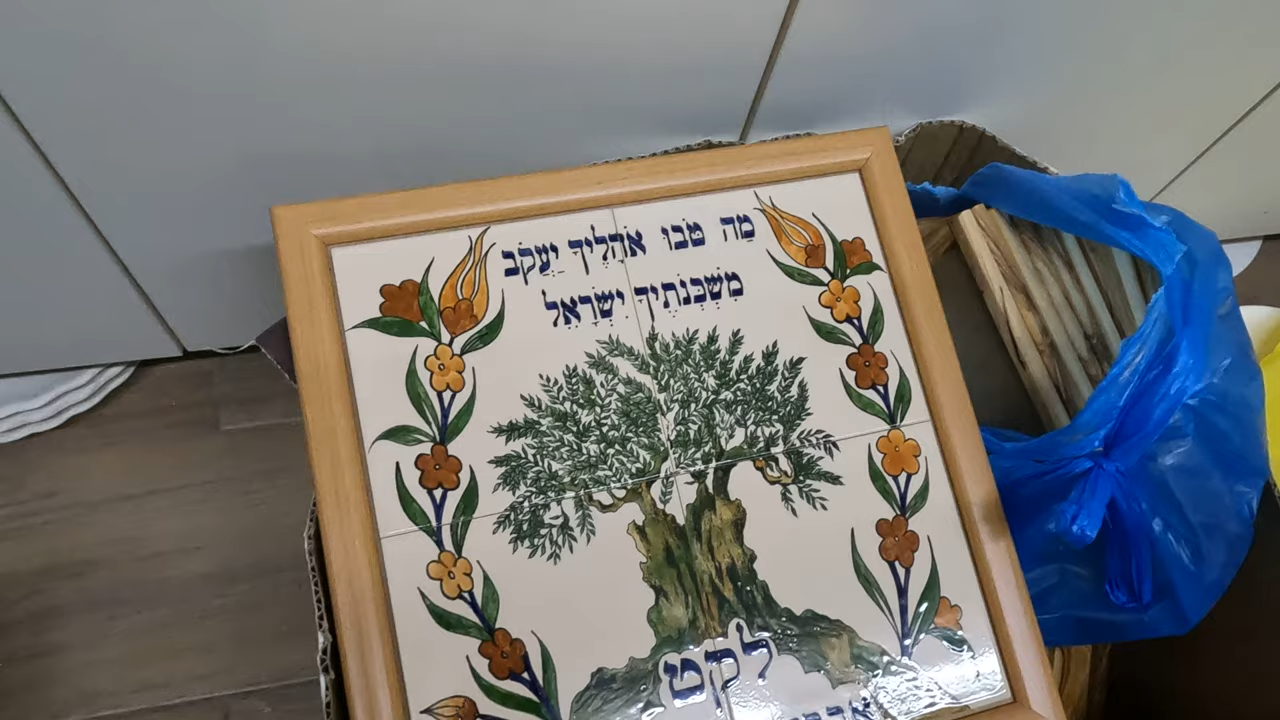 מַה טֹבוּ אֹהָלֶיךָ יַעֲקֹב
מִשְׁכְּנֹתֶיךָ יִשְׂרָאֵל
לקט